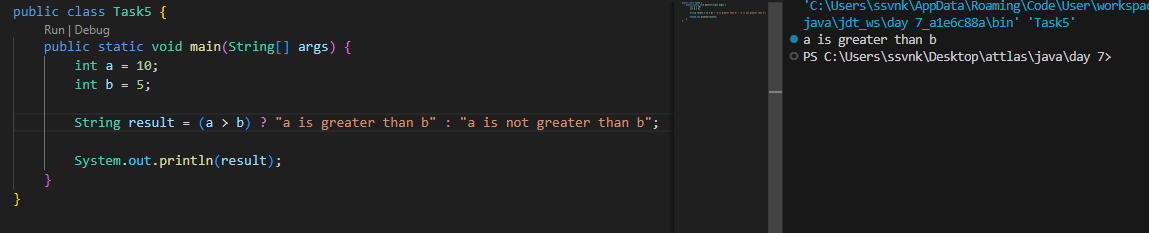 public class Task5 {
Run | Debug
public static void main(String[] args) {
int a = 10;
int b = 5;
String result = (a > b) ? "a is greater than b" : "a is not greater than b";
System.out.println(result);
}
}
'C:\Users\ssvnk\AppData\Roaming\Code\User\workspac
java\jdt_ws\day 7_a1e6c88a\bin' 'Task5'
a is greater than b
PS C:\Users\ssvnk\Desktop\attlas\java\day 7>